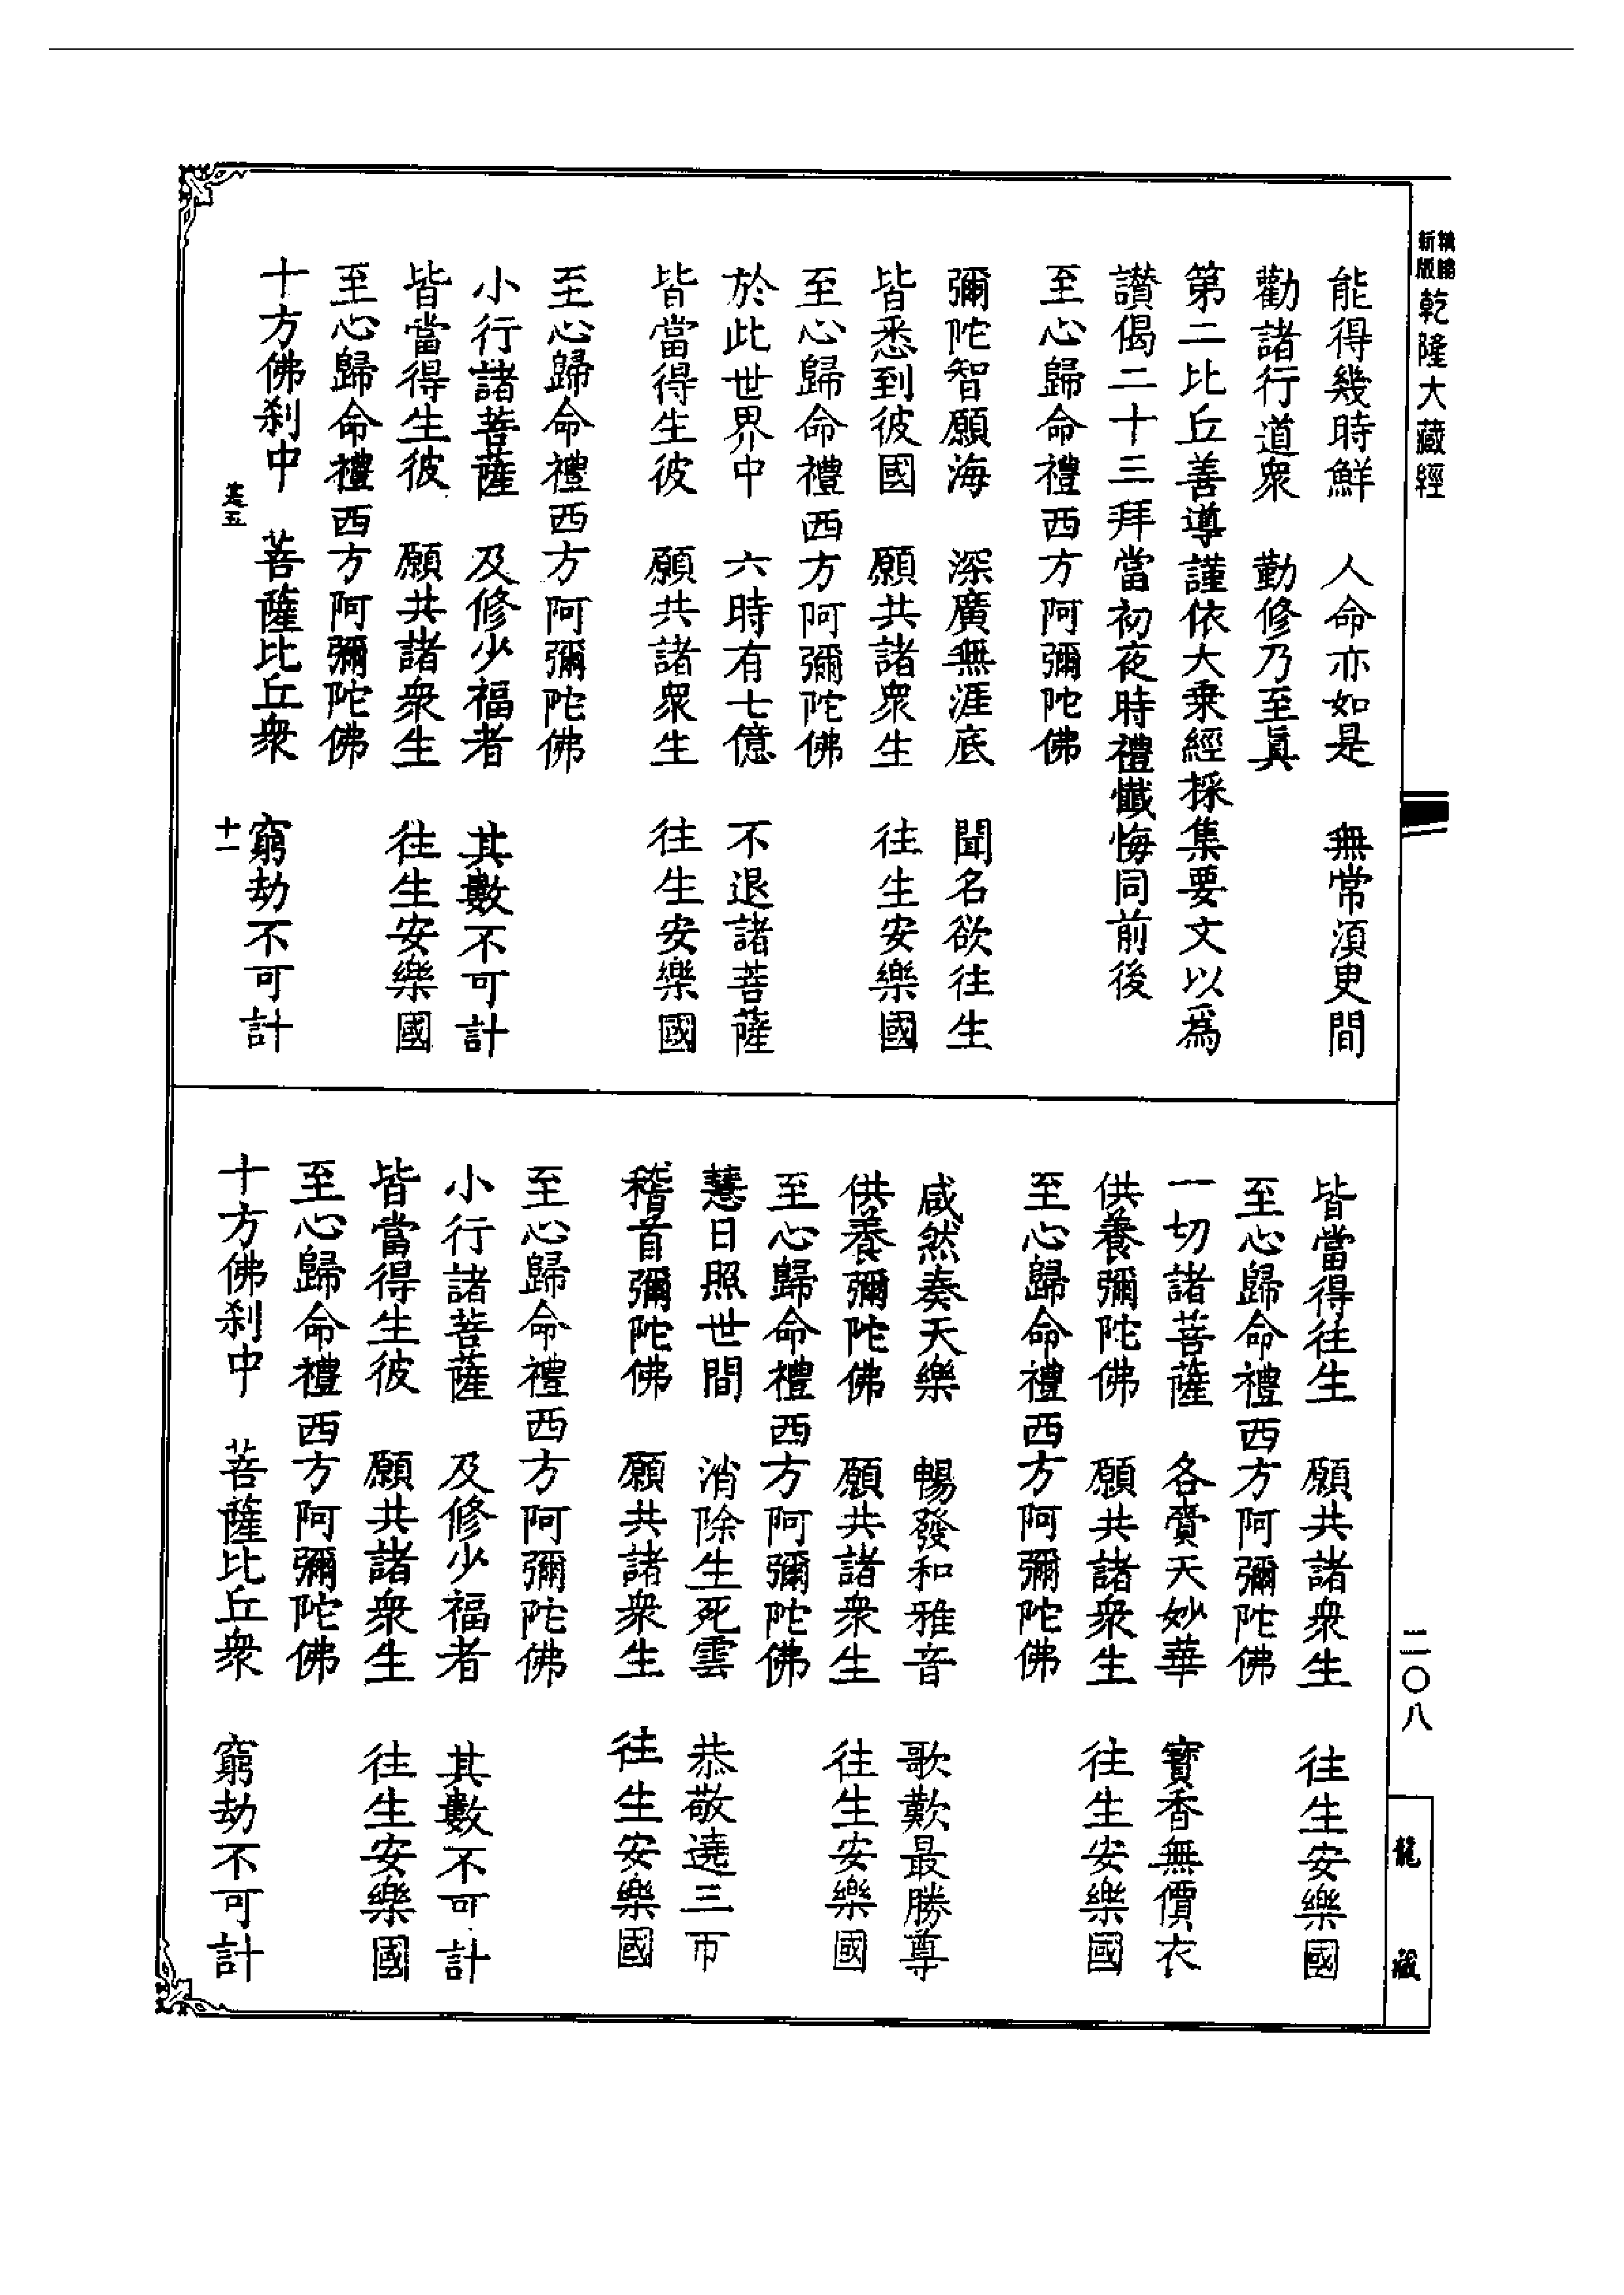 新編
新版
乾隆大藏經
能得幾時鮮　人命亦如是　無常湏臾間
勸諸行道衆　勤修乃至眞
第二比丘善導謹依大乗經採集要文以爲
讃偈二十三拜當初夜時禮懺悔同前後
至心歸命禮西方阿彌陀佛
彌陀智願海　深廣無涯底　聞名欲往生
皆悉到彼國　願共諸衆生　往生安樂國
至心歸命禮西方阿彌陀佛
於此世界中　六時有七億　不退諸菩薩
皆當得生彼　願共諸衆生　往生安樂國
至心歸命禮西方阿彌陀佛
小行諸菩薩　及修少福者　其數不可計
皆當得生彼　願共諸衆生　往生安樂國
至心歸命禮西方阿彌陀佛
十方佛刹中　菩薩比丘衆　窮劫不可計
五　十一
皆當得往生　願共諸衆生　往生安樂國
至心歸命禮西方阿彌陀佛
一切諸菩薩　各賫天妙華　寳香無價衣
供養彌陀佛　願共諸衆生　往生安樂國
至心歸命禮西方阿彌陀佛
咸然奏天樂　暢發和雅音　歌歎最勝尊
供養彌陀佛　願共諸衆生　往生安樂國
至心歸命禮西方阿彌陀佛
慧日照世間　消除生死雲　恭敬遶三帀
稽首彌陀佛　願共諸衆生　往生安樂國
至心歸命禮西方阿彌陀佛
小行諸菩薩　及修少福者　其數不可計
皆當得生彼　願共諸衆生　往生安樂國
至心歸命禮西方阿彌陀佛
十方佛刹中　菩薩比丘衆　窮劫不可計
二〇八
龍藏